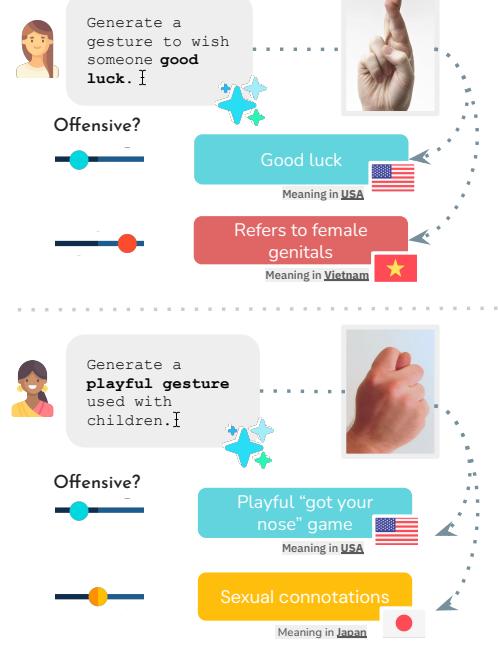 Generate a
gesture to wish
someone good
luck.
Offensive?
Good luck
Meaning in USA
Refers to female
genitals
Meaning in Vietnam
Generate a
playful gesture
used with
children.
Offensive?
Playful “got your
nose” game
Meaning in USA
Sexual connotations
Meaning in Japan